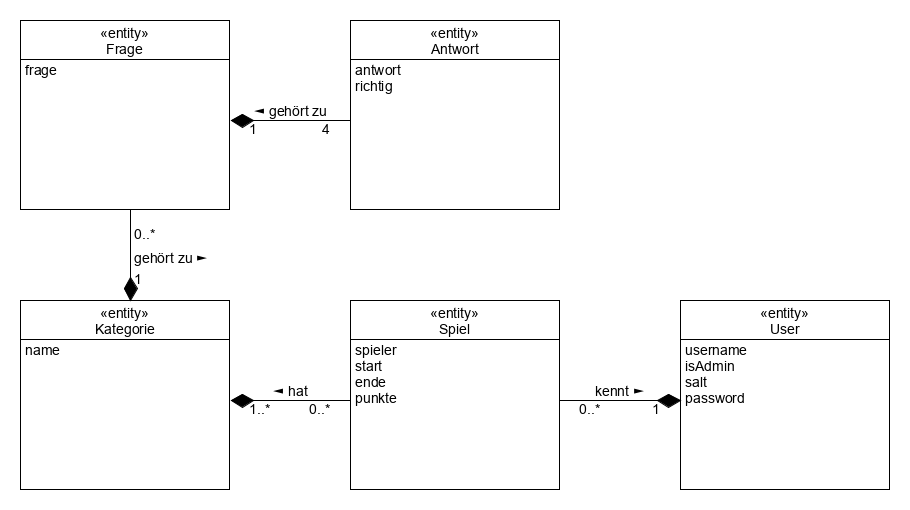 «entity»
Frage
frage
«entity»
Antwort
antwort
richtig
◄ gehört zu
1
4
0..*
gehört zu ►
1
«entity»
Kategorie
name
«entity»
Spiel
spieler
start
ende
punkte
«entity»
User
username
isAdmin
salt
password
◄ hat
1..*
0..*
kennt ►
0..*
1